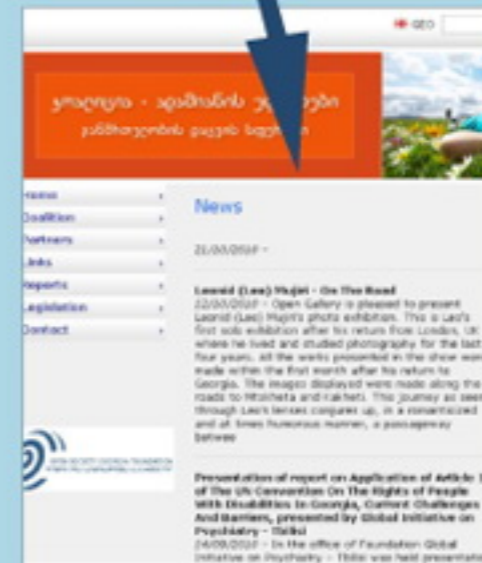 GEO
კოალიცია - ადამიანის
ჯანმრთელობის დაცვის
Home
Coalition
Partners
Links
Reports
Legislation
Contact
News
Leonid (Leo) - On The Road
- Open Gallery is pleased to present
Leonid (Leo) photo exhibition. This is Leo's
first solo exhibition after his return from London, UK
where he lived and studied photography for the last
four years. All the works presented in the show were
made within the first month after his return to
Georgia. The images displayed were made along the
roads to Mtskheta and Kakheti. This journey as seen
through Leo's lenses conjures up, in a romanticized
and at times humorous manner, a passageway
betwee
Presentation of report on Application of Article
of The UN Convention On The Rights of People
With Disabilities In Georgia, Current Challenges
And Barriers, presented by Global Initiative on
Psychiatry - Tbilisi
- In the office of Foundation Global
Initiative on Psychiatry - Tbilisi was held presentation